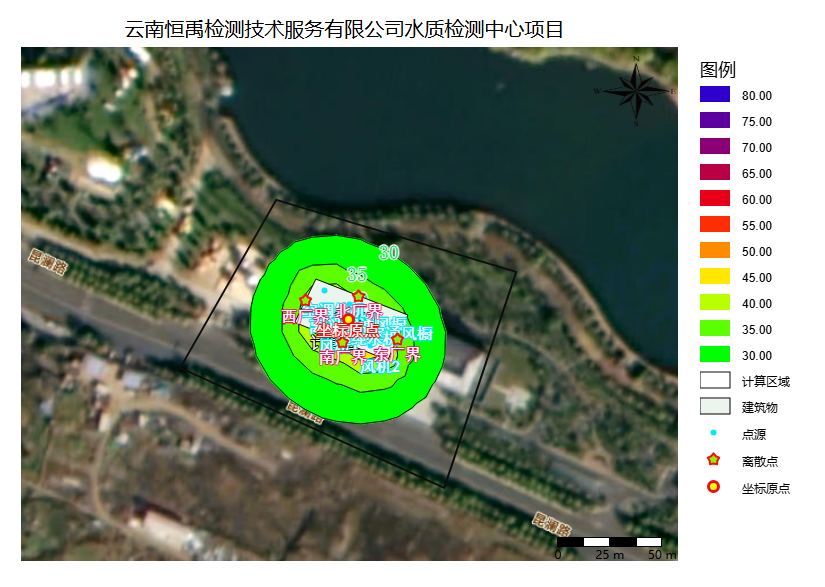 云南恒禹检测技术服务有限公司水质检测中心项目
图例
N
W
E
S
80.00
75.00
70.00
65.00
60.00
55.00
50.00
45.00
40.00
35.00
30.00
计算区域
建筑物
点源
离散点
坐标原点
昆澜路
30
35
北厂界
西厂界
坐标原点
风橱
南厂界
东厂界
风机2
昆澜路
昆澜路
0 25 m 50 m